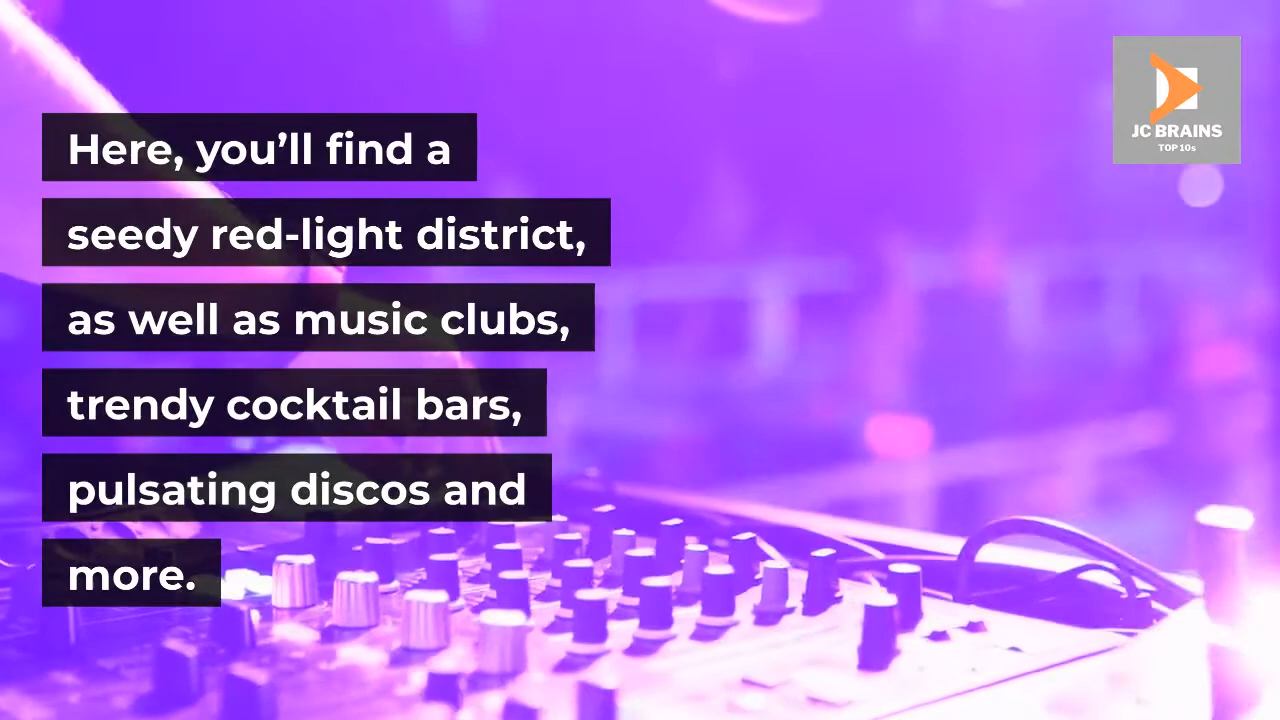 Here, you’ll find a
seedy red-light district,
as well as music clubs,
trendy cocktail bars,
pulsating discos and
more.
JC BRAINS
TOP 10s